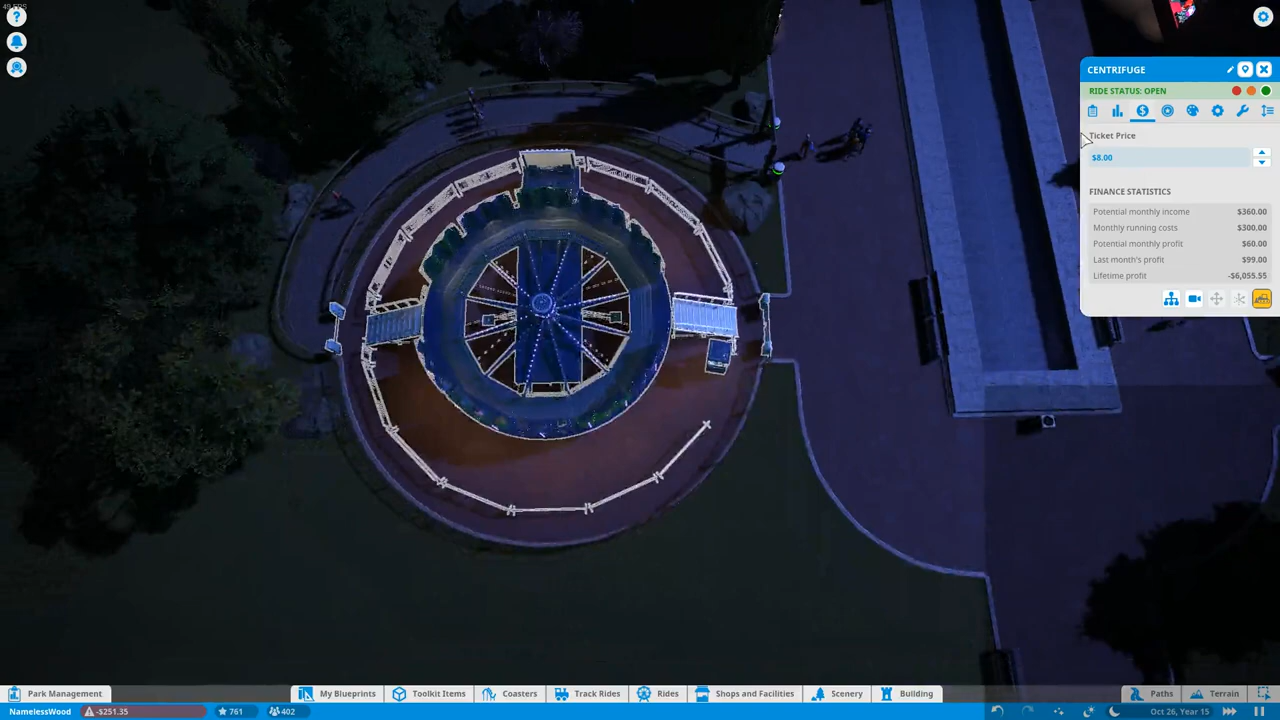 49 FPS
CENTRIFUGE
RIDE STATUS: OPEN
Ticket Price
$8.00
FINANCE STATISTICS
Potential monthly income $360.00
Monthly running costs $300.00
Potential monthly profit $60.00
Last month's profit $99.00
Lifetime profit -$6,055.55
Park Management
My Blueprints
Toolkit Items
Coasters
Track Rides
Rides
Shops and Facilities
Scenery
Building
Paths
Terrain
NamelessWood
-$251.35
761
402
Oct 26, Year 15